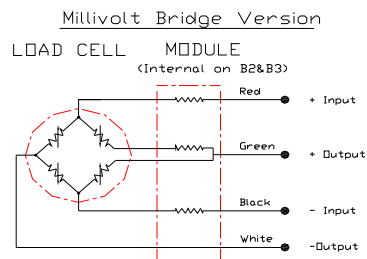 Millivolt Bridge Version
LOAD CELL MODULE
(Internal on B2&B3)
Red + Input
Green + Output
Black - Input
White -Output